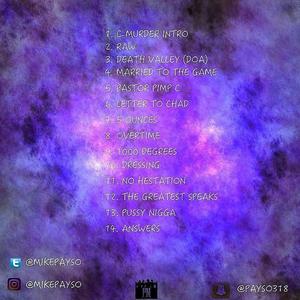 1. C-MURDER INTRO
2. RAW
3. DEATH VALLEY (DOA)
4. MARRIED TO THE GAME
5. PASTOR PIMP C
6. LETTER TO CHAD
7. 5 OUNCES
8. OVERTIME
9. 1000 DEGREES
10. DRESSING
11. NO HESTATION
12. THE GREATEST SPEAKS
13. PUSSY NIGGA
14. ANSWERS
@MIKEPAYSO
@MIKEPAYSO
@PAYSO318